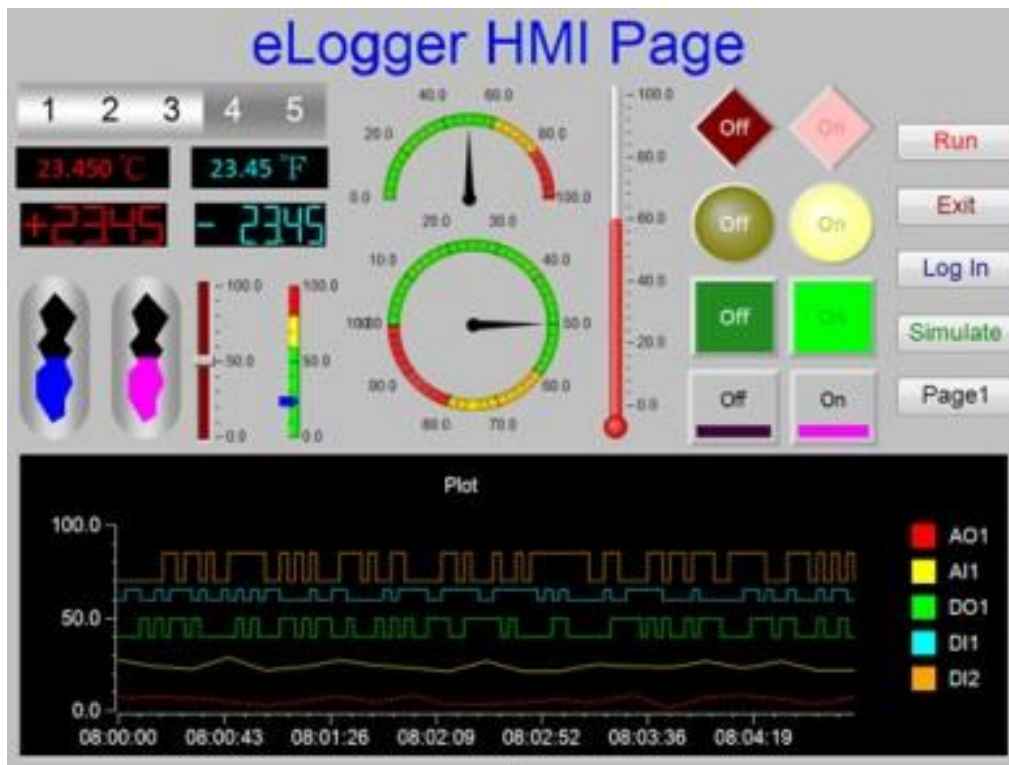 eLogger HMI Page
1 2 3 4 5
23.450 °C
23.45 °F
+2345
- 2345
0.0
20.0
40.0
60.0
80.0
100.0
10.0
20.0
30.0
40.0
50.0
60.0
70.0
80.0
90.0
100.0
100.0
50.0
0.0
100.0
50.0
0.0
100.0
80.0
60.0
40.0
20.0
0.0
Off
On
Off
On
Off
On
Off
On
Run
Exit
Log In
Simulate
Page1
Plot
100.0
50.0
0.0
08:00:00 08:00:43 08:01:26 08:02:09 08:02:52 08:03:36 08:04:19
AO1
AI1
DO1
DI1
DI2